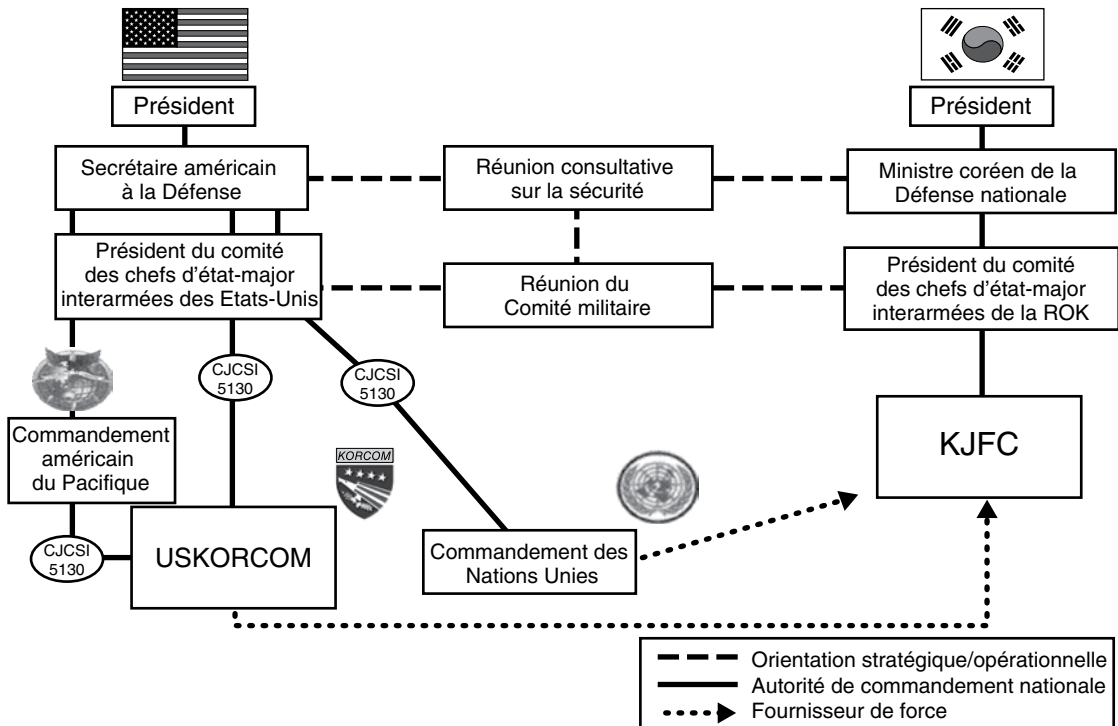 Président
Président
Secrétaire américain
à la Défense
Réunion consultative
sur la sécurité
Ministre coréen de la
Défense nationale
Président du comité
des chefs d'état-major
interarmées des Etats-Unis
Réunion du
Comité militaire
Président du comité
des chefs d'état-major
interarmées de la ROK
CJCSI
5130
CJCSI
5130
Commandement
américain
du Pacifique
KORCOM
KJFC
CJCSI
5130
USKORCOM
Commandement des
Nations Unies
Orientation stratégique/opérationnelle
Autorité de commandement nationale
Fournisseur de force